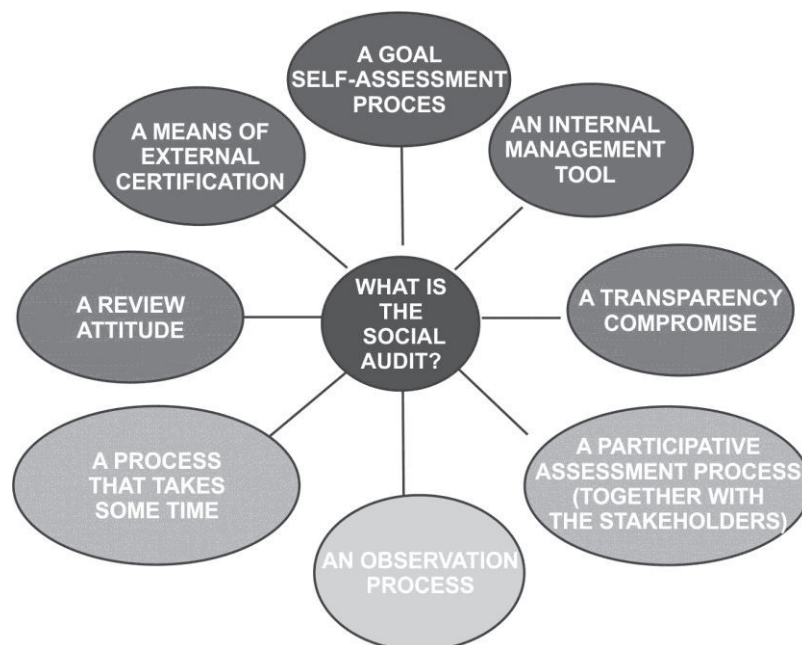 A GOAL
SELF-ASSESSMENT
PROCES
A MEANS OF
EXTERNAL
CERTIFICATION
AN INTERNAL
MANAGEMENT
TOOL
WHAT IS
THE
SOCIAL
AUDIT?
A REVIEW
ATTITUDE
A TRANSPARENCY
COMPROMISE
A PROCESS
THAT TAKES
SOME TIME
A PARTICIPATIVE
ASSESSMENT PROCESS
(TOGETHER WITH
THE STAKEHOLDERS)
AN OBSERVATION
PROCESS